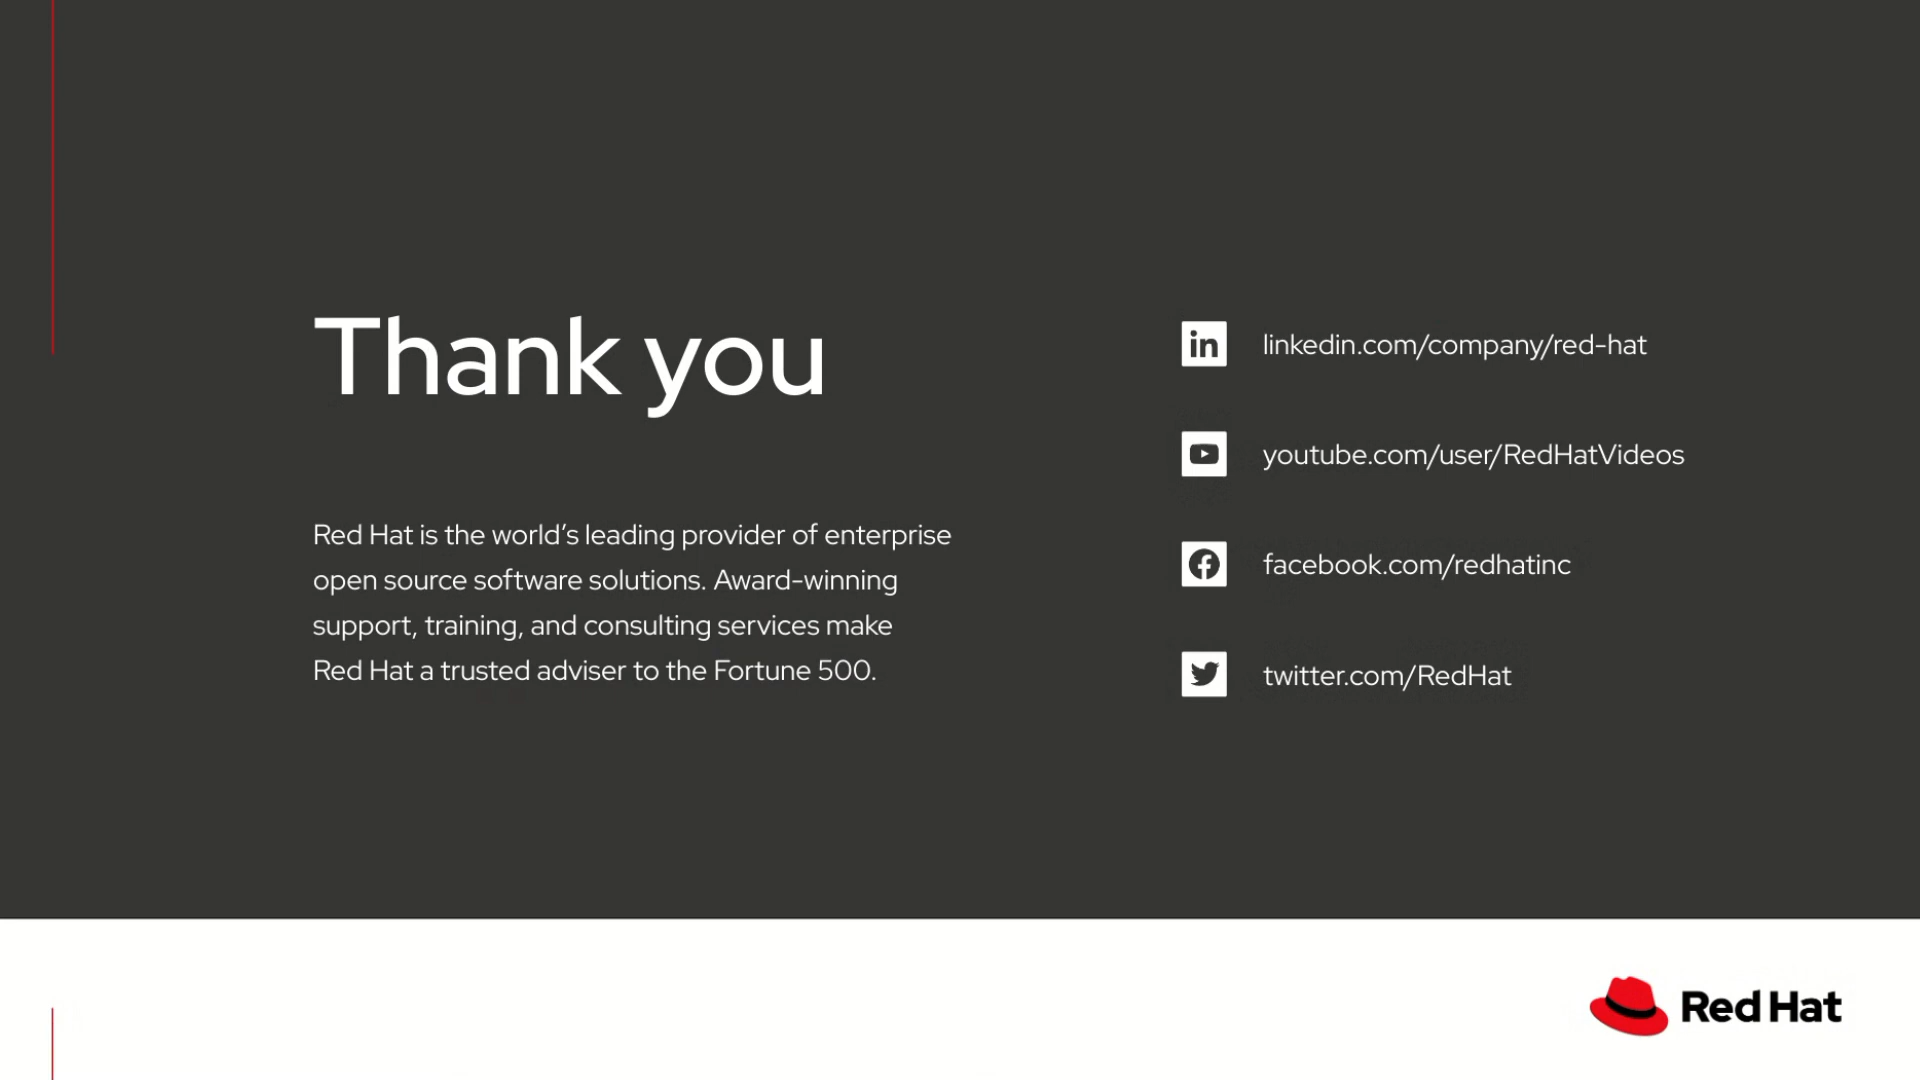 Thank you
Red Hat is the world’s leading provider of enterprise
open source software solutions. Award-winning
support, training, and consulting services make
Red Hat a trusted adviser to the Fortune 500.
in
linkedin.com/company/red-hat
youtube.com/user/RedHatVideos
facebook.com/redhatinc
twitter.com/RedHat
Red Hat